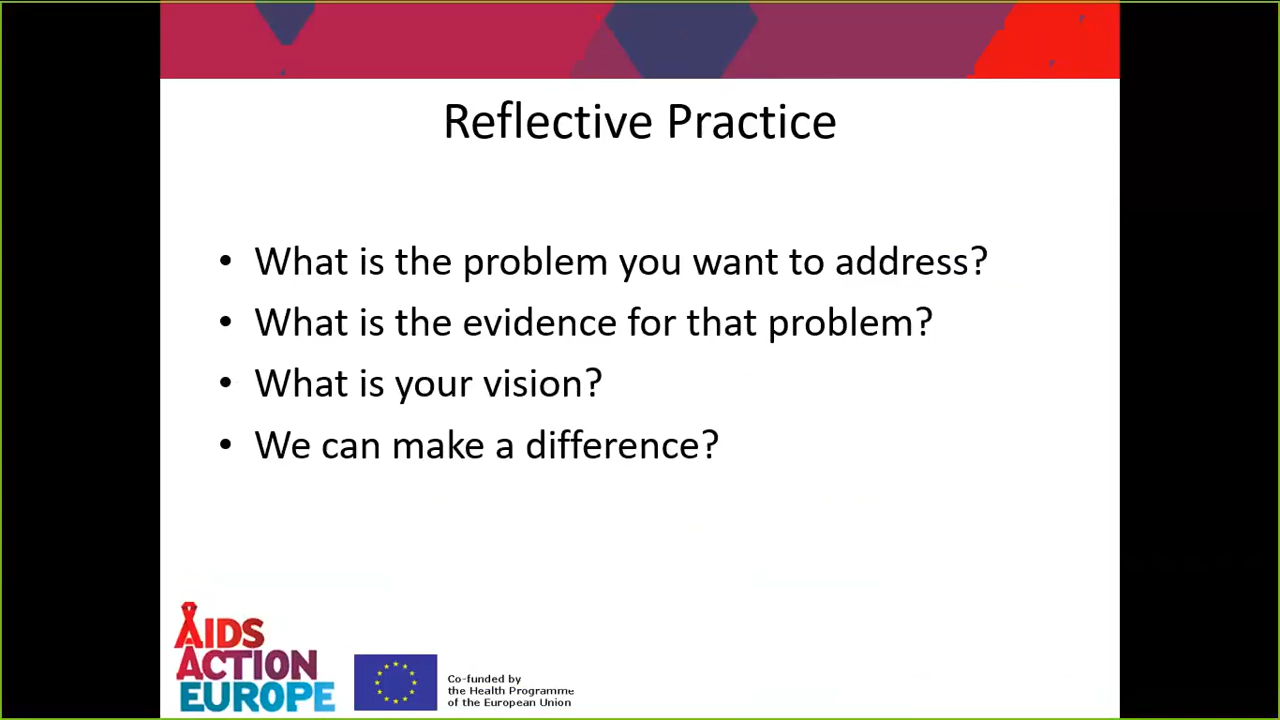 Reflective Practice
• What is the problem you want to address?
• What is the evidence for that problem?
• What is your vision?
• We can make a difference?
AIDS
ACTION
EUROPE
Co-funded by
the Health Programme
of the European Union